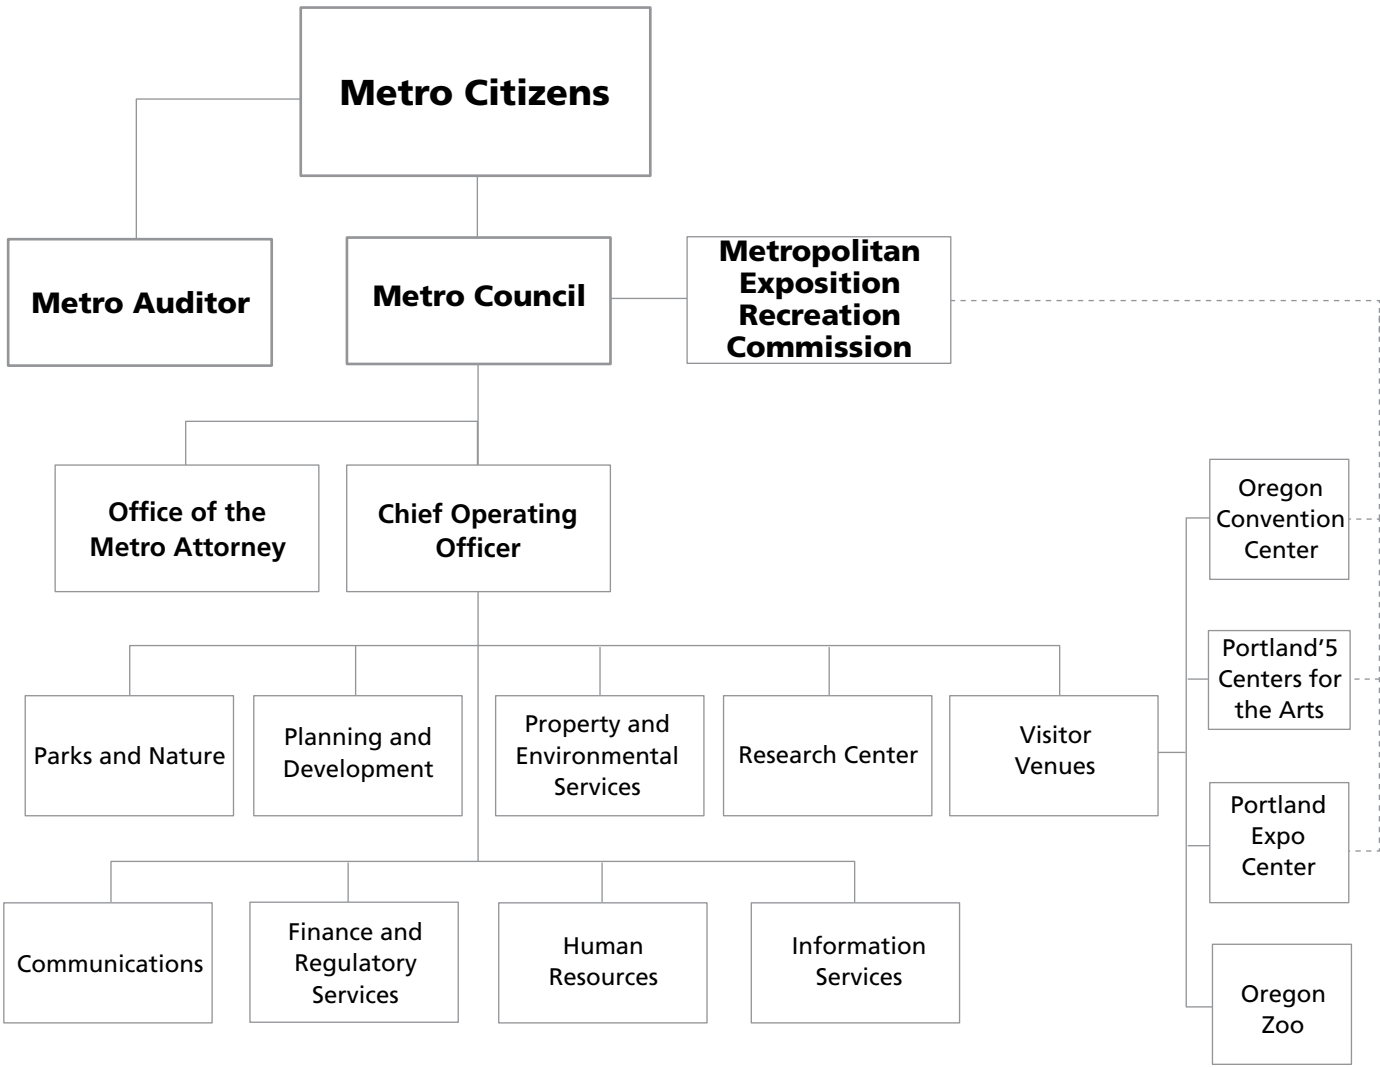 Metro Citizens
Metro Auditor
Metro Council
Metropolitan
Exposition
Recreation
Commission
Office of the
Metro Attorney
Chief Operating
Officer
Oregon
Convention
Center
Portland’5
Centers for
the Arts
Portland
Expo
Center
Oregon
Zoo
Parks and Nature
Planning and
Development
Property and
Environmental
Services
Research Center
Visitor
Venues
Communications
Finance and
Regulatory
Services
Human
Resources
Information
Services